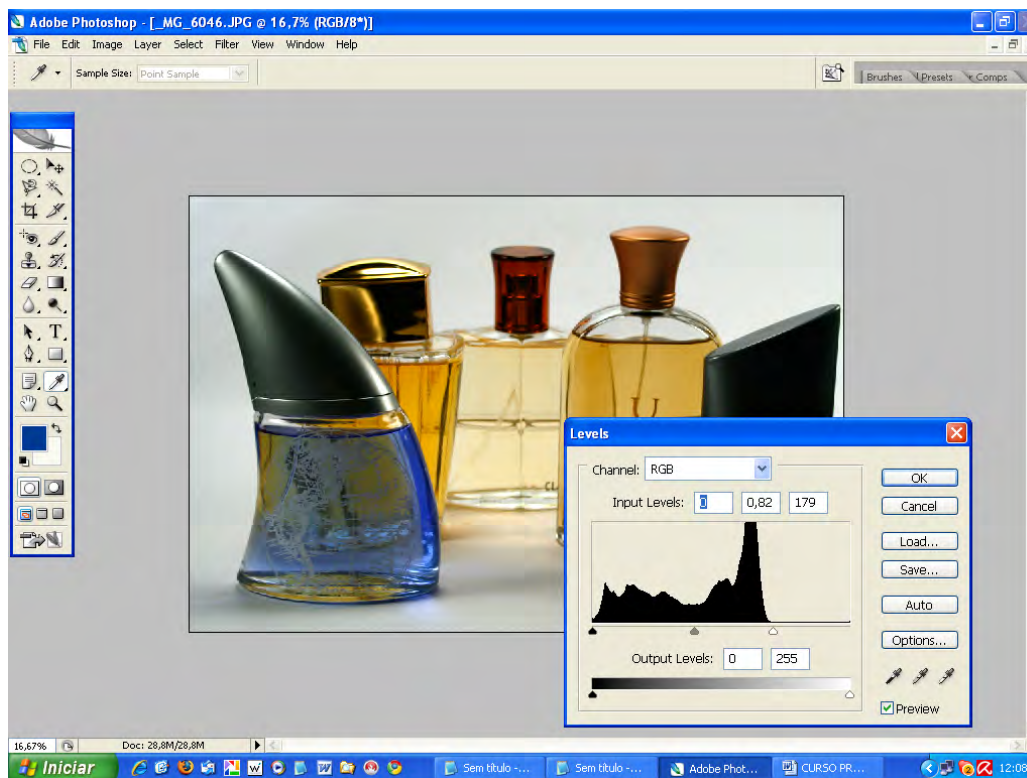 Adobe Photoshop - [_MG_6046.JPG @ 16,7% (RGB/8*)]
File Edit Image Layer Select Filter View Window Help
Sample Size: Point Sample
Brushes Presets Comps
U
Levels
Channel: RGB
Input Levels: 0 0,82 179
Output Levels: 0 255
OK
Cancel
Load...
Save...
Auto
Options...
Preview
16,67% Doc: 28,8M/28,8M
Iniciar Sem título -... Sem título -... Adobe Phot... CURSO PR... 12:08